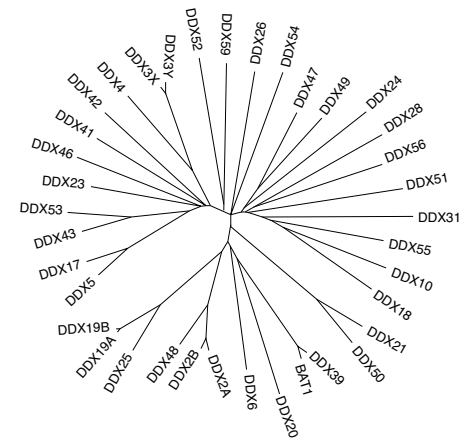 DDX52
DDX59
DDX26
DDX54
DDX47
DDX49
DDX24
DDX28
DDX56
DDX51
DDX31
DDX55
DDX10
DDX18
DDX21
DDX50
DDX39
BAT1
DDX20
DDX6
DDX2A
DDX2B
DDX48
DDX25
DDX19A
DDX19B
DDX5
DDX17
DDX43
DDX53
DDX23
DDX46
DDX41
DDX42
DDX4
DDX3X
DDX3Y